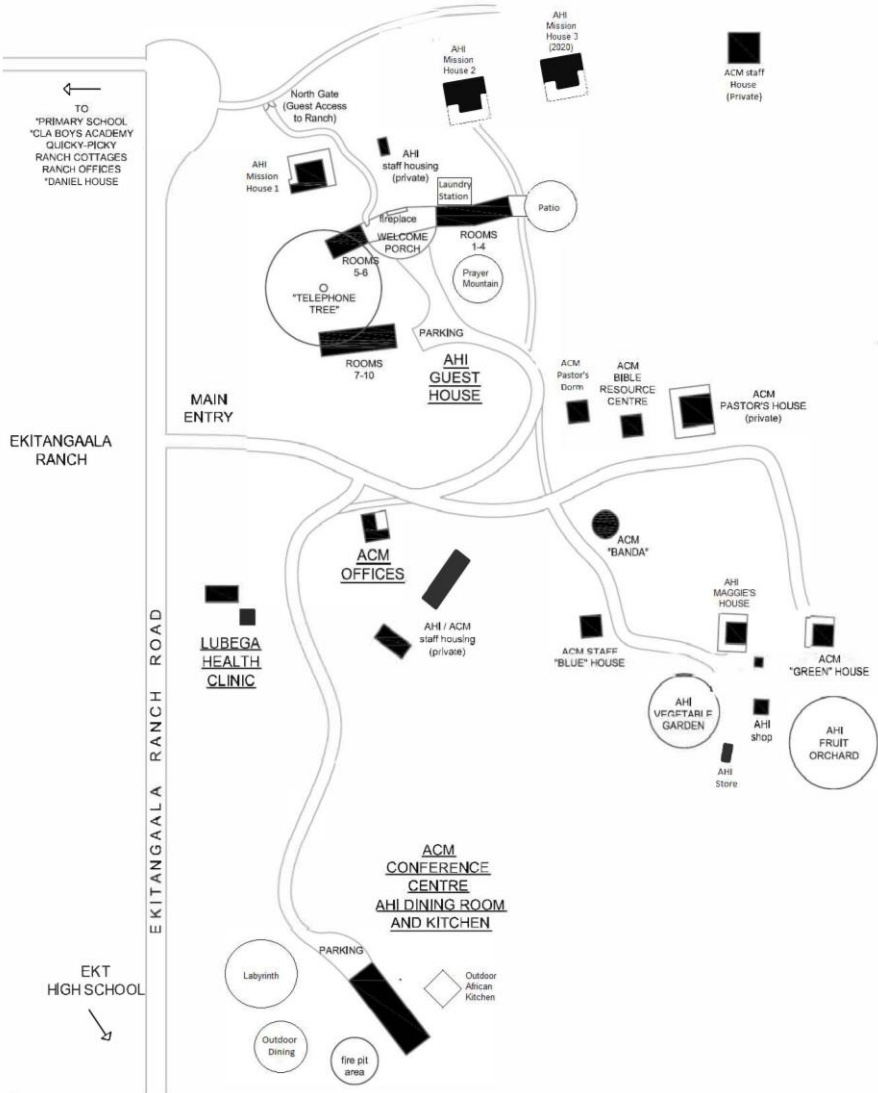 AHI
Mission
House 3
(2020)
AHI
Mission
House 2
ACM staff
House
(Private)
TO
*PRIMARY SCHOOL
*CLA BOYS ACADEMY
QUICKY-PICKY
RANCH COTTAGES
RANCH OFFICES
*DANIEL HOUSE
North Gate
(Guest Access
to Ranch)
AHI
Mission
House 1
AHI
staff housing
(private)
Laundry
Station
Patio
fireplace
WELCOME
PORCH
ROOMS
1-4
ROOMS
5-6
Prayer
Mountain
"TELEPHONE
TREE"
PARKING
ROOMS
7-10
AHI
GUEST
HOUSE
ACM
Pastor's
Dorm
ACM
BIBLE
RESOURCE
CENTRE
ACM
PASTOR'S HOUSE
(private)
MAIN
ENTRY
EKITANGAALA
RANCH
ACM
OFFICES
ACM
"BANDA"
AHI / ACM
staff housing
(private)
LUBEGA
HEALTH
CLINIC
ACM STAFF
"BLUE" HOUSE
AHI
MAGGIE'S
HOUSE
ACM
"GREEN" HOUSE
AHI
VEGETABLE
GARDEN
AHI
shop
AHI
FRUIT
ORCHARD
AHI
Store
EKITANGAALA RANCH ROAD
ACM
CONFERENCE
CENTRE
AHI DINING ROOM
AND KITCHEN
PARKING
Labyrinth
Outdoor
African
Kitchen
EKT
HIGH SCHOOL
Outdoor
Dining
fire pit
area